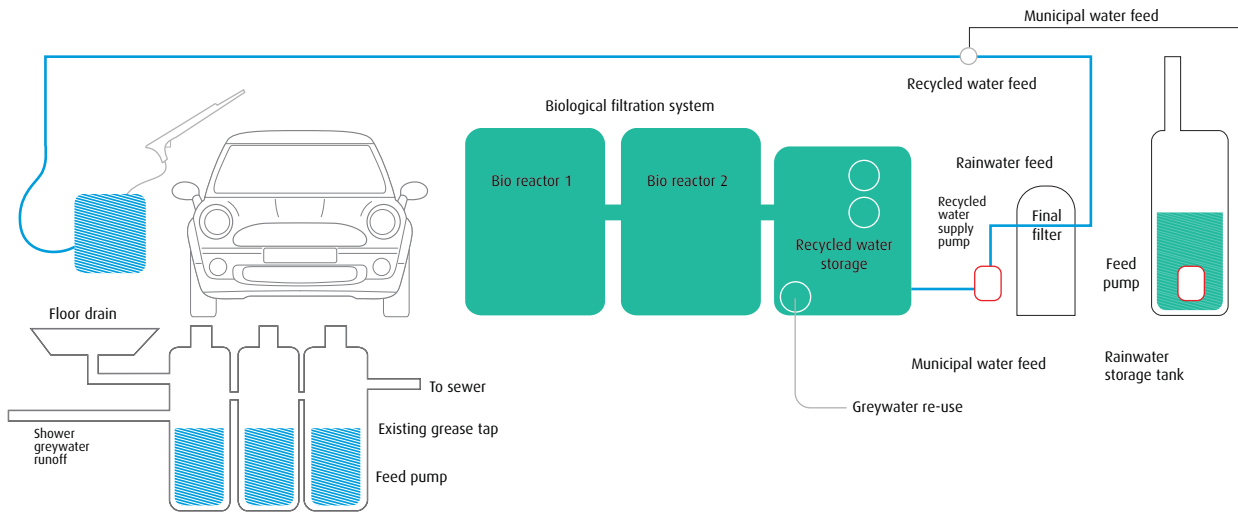 Municipal water feed
Recycled water feed
Biological filtration system
Bio reactor 1
Bio reactor 2
Recycled water
storage
Rainwater feed
Recycled
water
supply
pump
Final
filter
Feed
pump
Floor drain
To sewer
Municipal water feed
Rainwater
storage tank
Greywater re-use
Shower
greywater
runoff
Existing grease tap
Feed pump